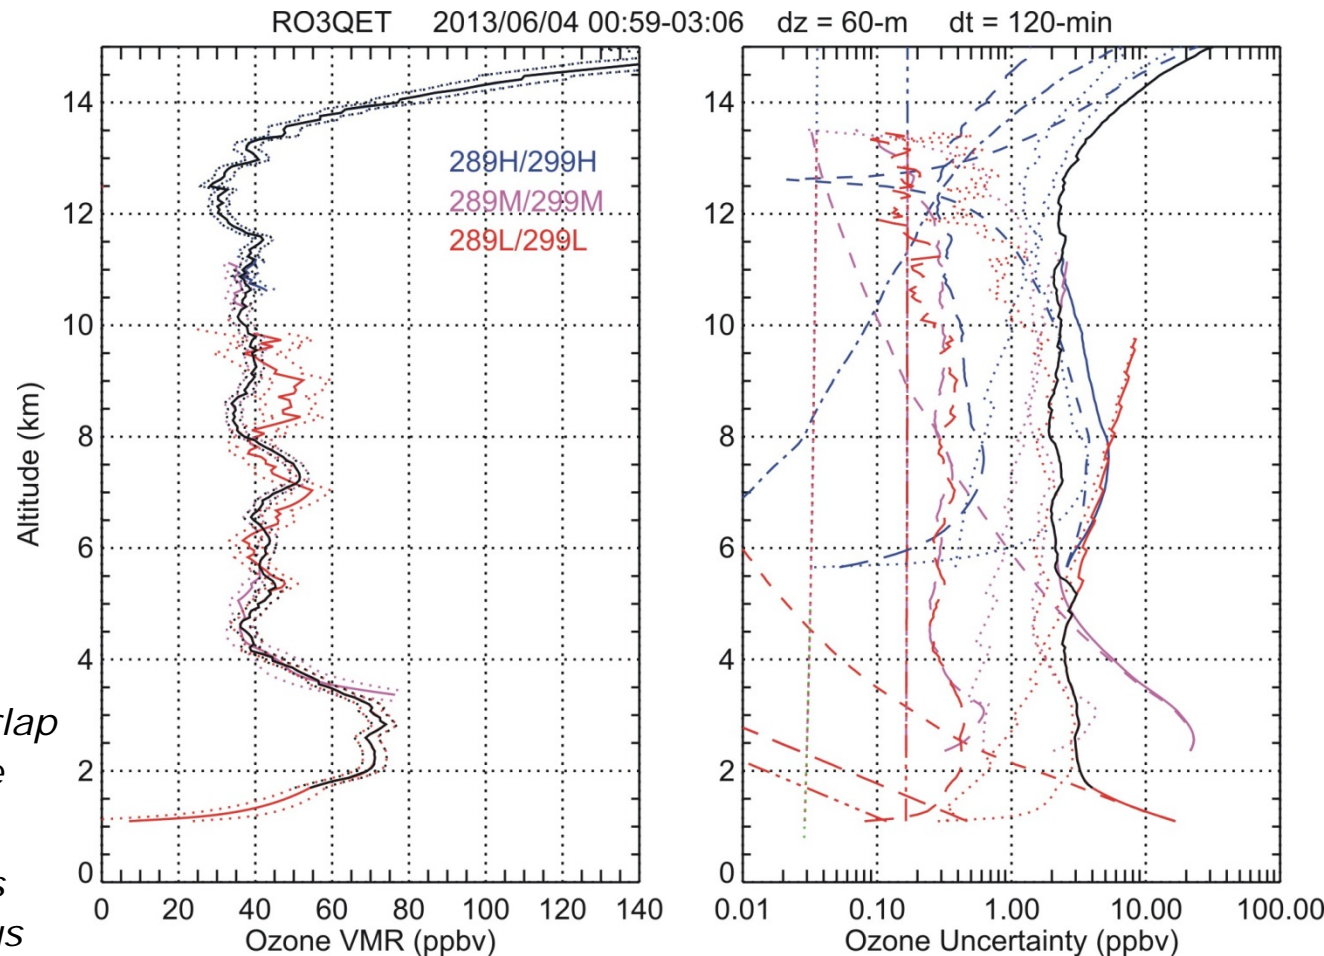 RO3QET 2013/06/04 00:59-03:06 dz = 60-m dt = 120-min
289H/299H
289M/299M
289L/299L
Altitude (km)
14
12
10
8
6
4
2
0
0 20 40 60 80 100 120 140
Ozone VMR (ppbv)
14
12
10
8
6
4
2
0
0.01 0.10 1.00 10.00 100.00
Ozone Uncertainty (ppbv)